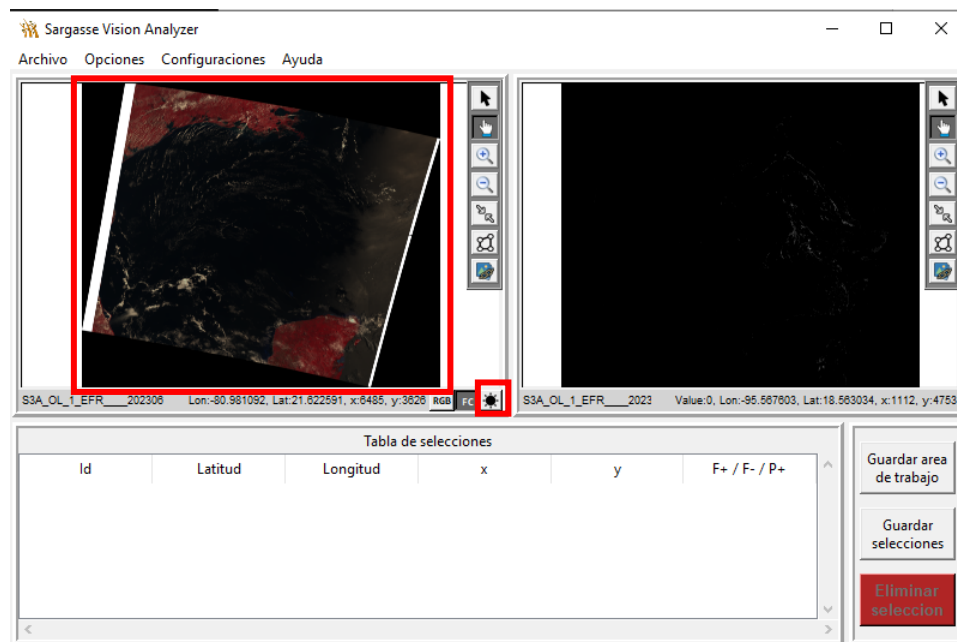 Sargasse Vision Analyzer
Archivo Opciones Configuraciones Ayuda
S3A_OL_1_EFR____202306 Lon:-80.981092, Lat:21.622591, x:6485, y:3626 RGB FC
S3A_OL_1_EFR____2023 Value:0, Lon:-95.567603, Lat:18.563034, x:1112, y:4753
Tabla de selecciones
Id Latitud Longitud x y F+ / F- / P+
Guardar area
de trabajo
Guardar
selecciones
Eliminar
seleccion